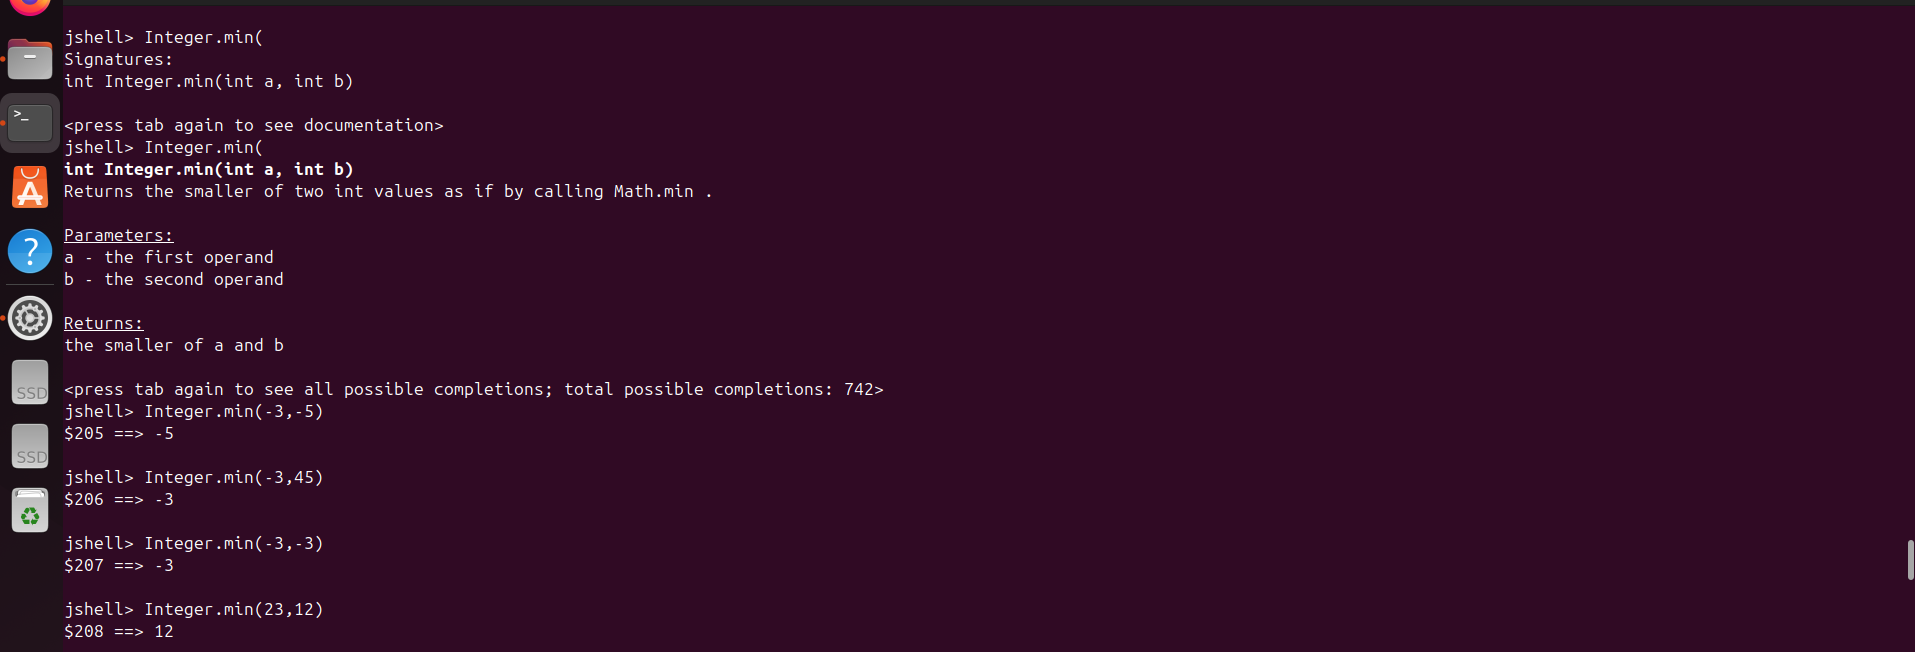 jshell> Integer.min(
Signatures:
int Integer.min(int a, int b)
<press tab again to see documentation>
jshell> Integer.min(
int Integer.min(int a, int b)
Returns the smaller of two int values as if by calling Math.min .
Parameters:
a - the first operand
b - the second operand
Returns:
the smaller of a and b
<press tab again to see all possible completions; total possible completions: 742>
jshell> Integer.min(-3,-5)
$205 ==> -5
jshell> Integer.min(-3,45)
$206 ==> -3
jshell> Integer.min(-3,-3)
$207 ==> -3
jshell> Integer.min(23,12)
$208 ==> 12
>_
A
?
SSD
SSD